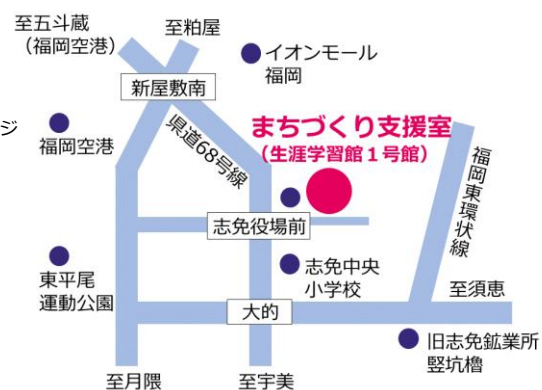 至五斗蔵
（福岡空港）
至粕屋
イオンモール
福岡
新屋敷南
ジ
福岡空港
県道68号線
まちづくり支援室
（生涯学習館１号館）
福岡東環状線
志免役場前
東平尾
運動公園
志免中央
小学校
至須恵
大的
旧志免鉱業所
竪坑櫓
至月隈
至宇美